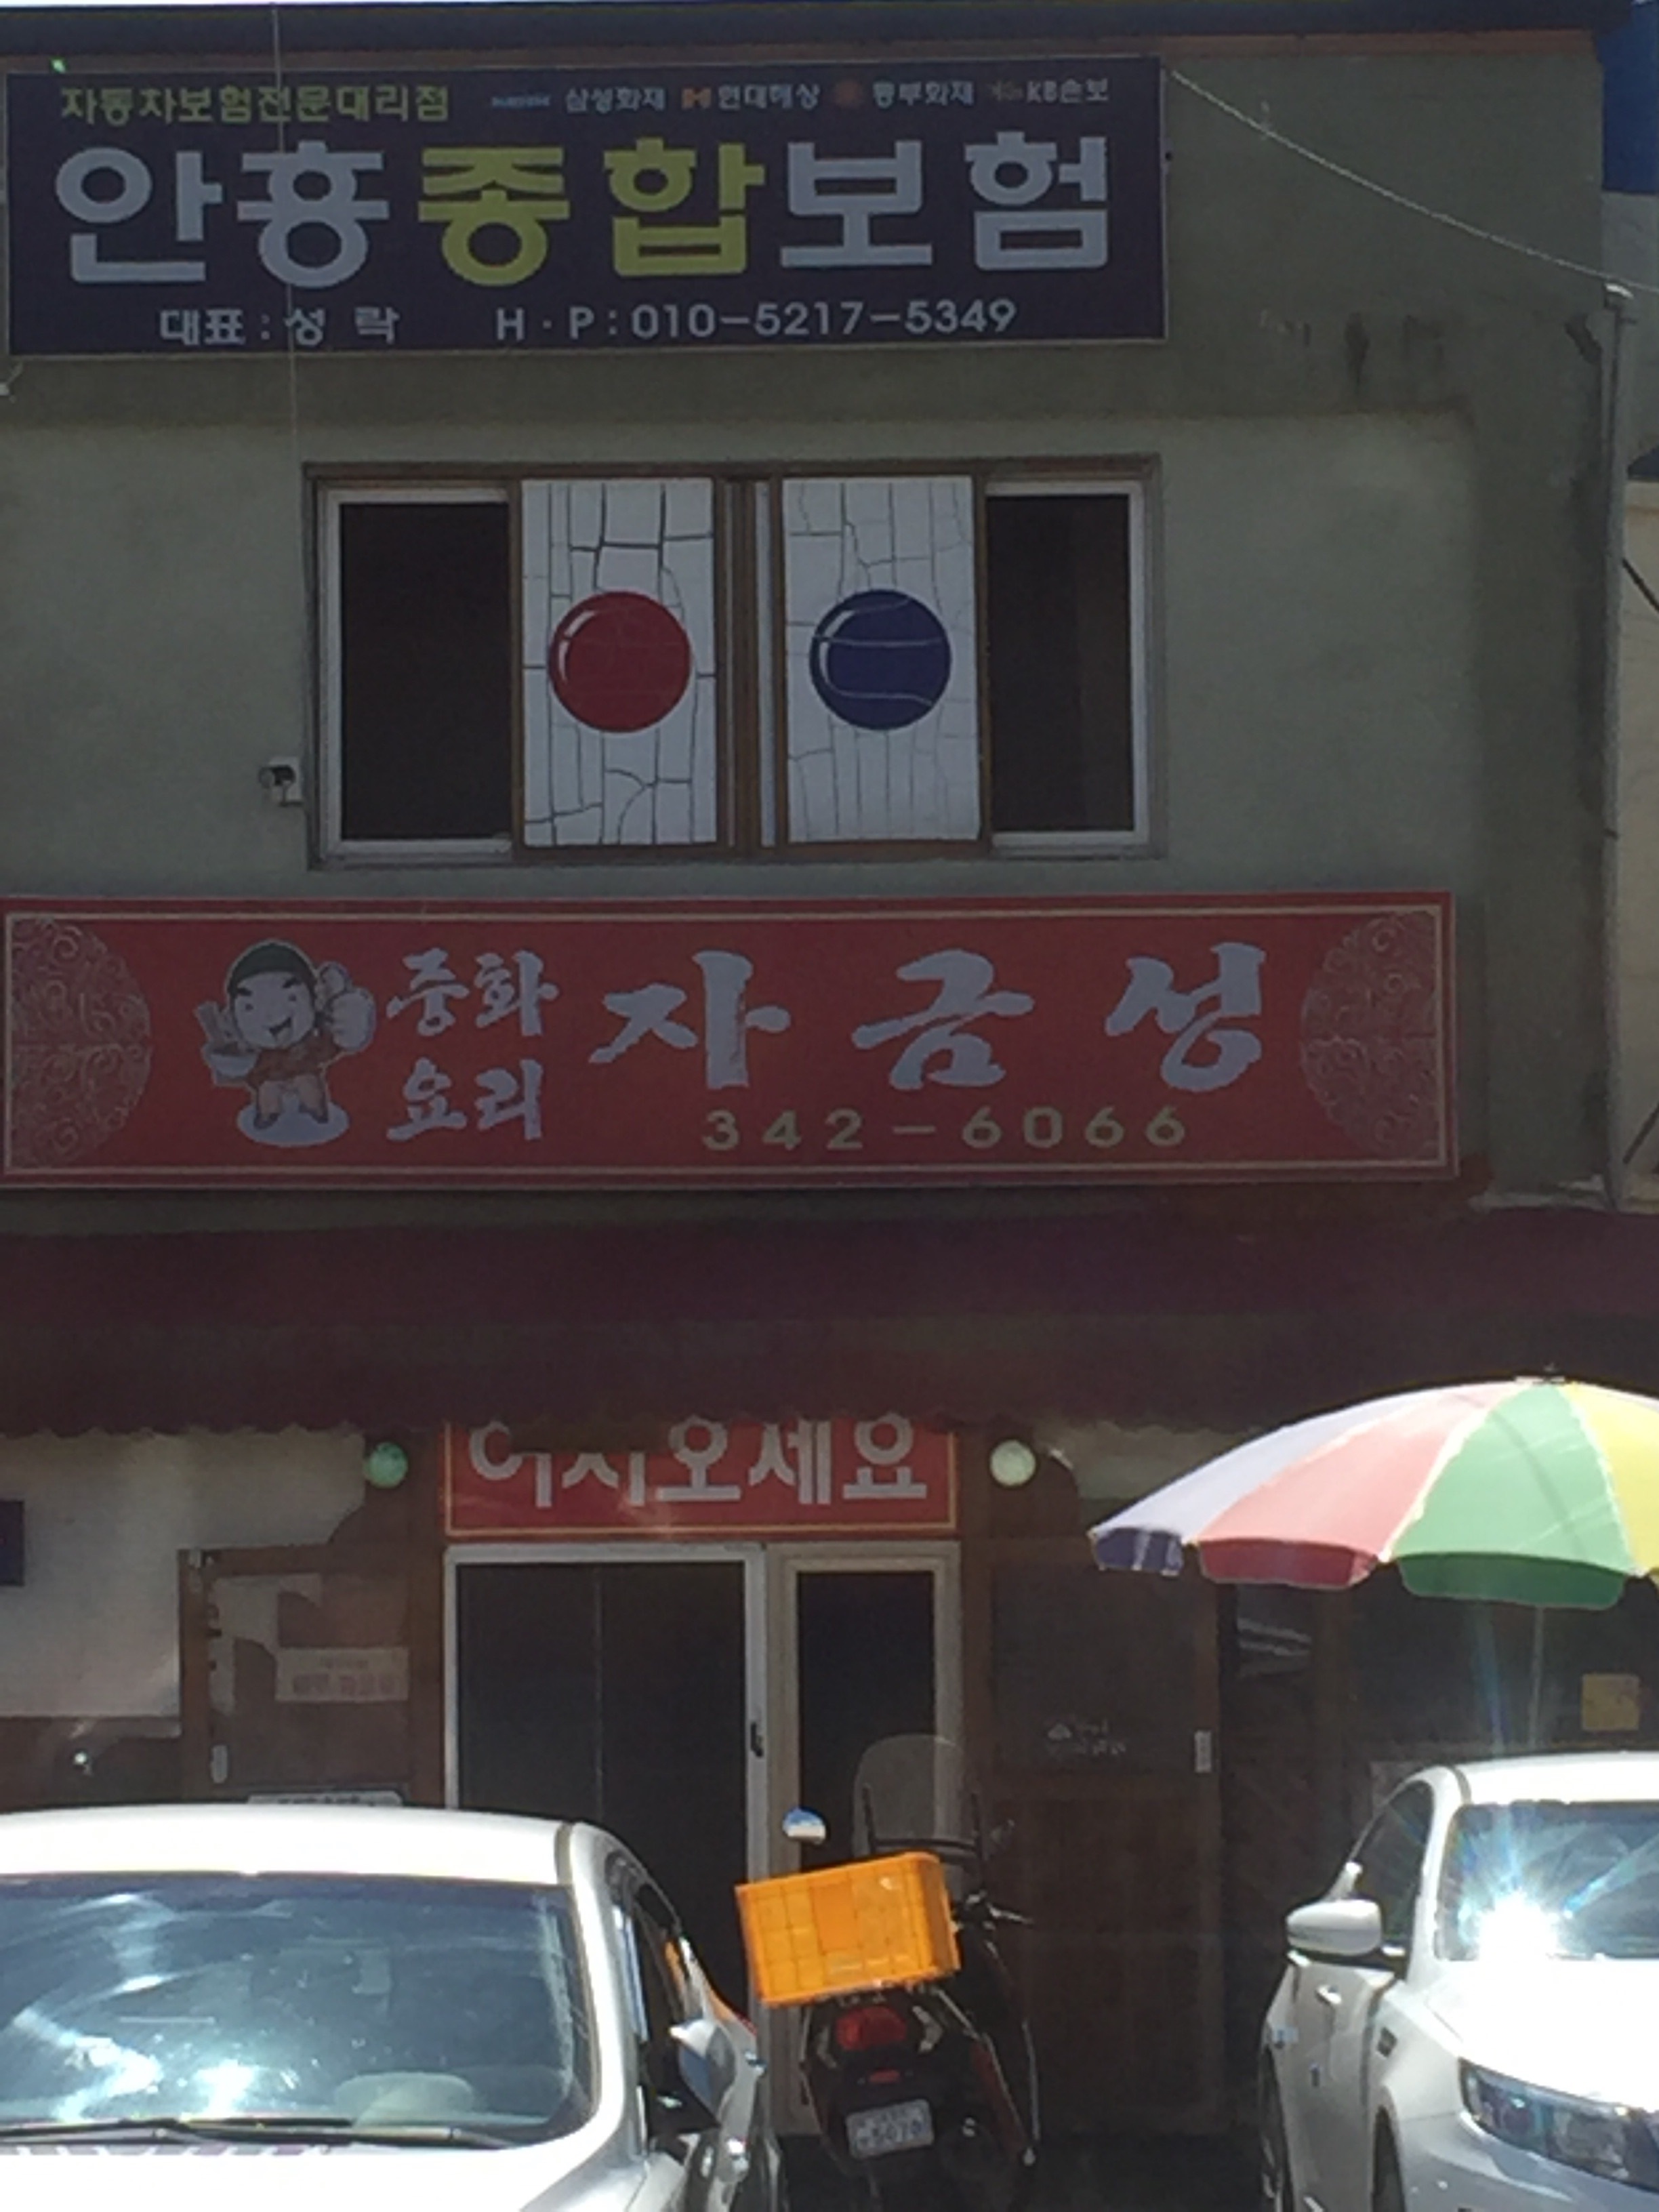 자동차보험전문대리점 삼성화재 현대해상 동부화재 KB손보
안흥종합보험
대표 : 성 락 H · P : 010-5217-5349
중화 요리 자 금 성
342-6066
어서오세요